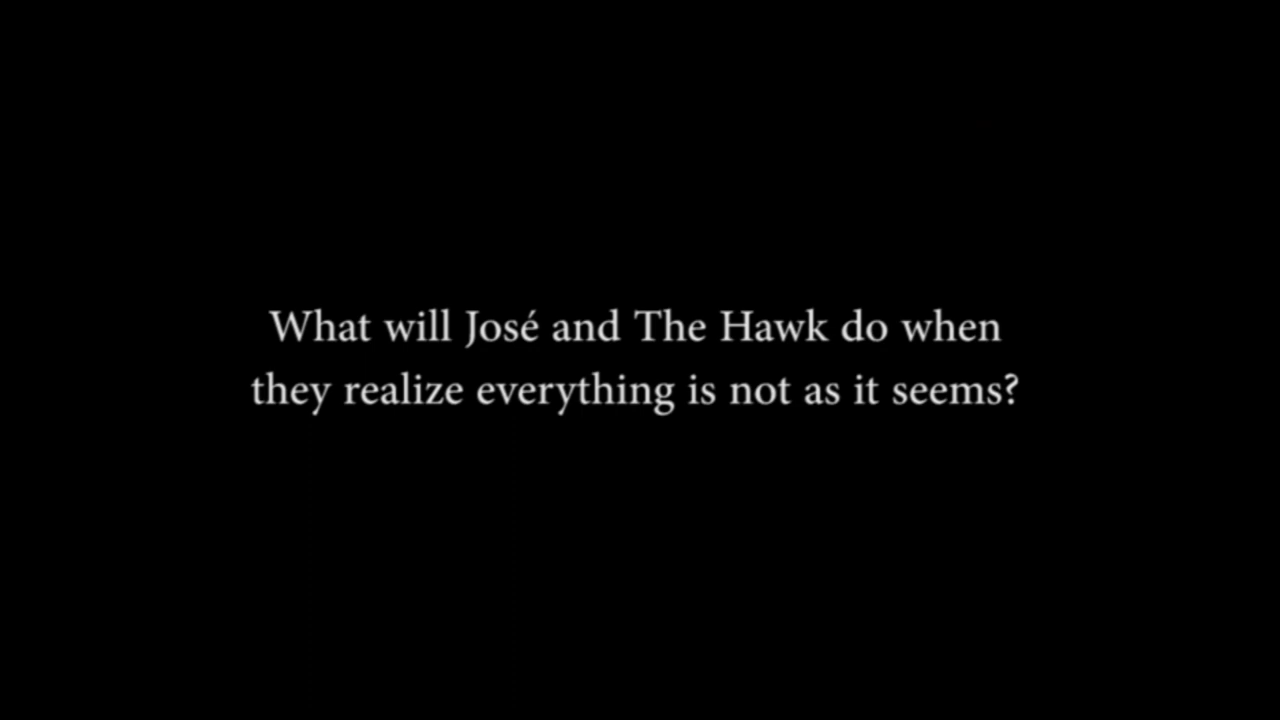 What will José and The Hawk do when
they realize everything is not as it seems?